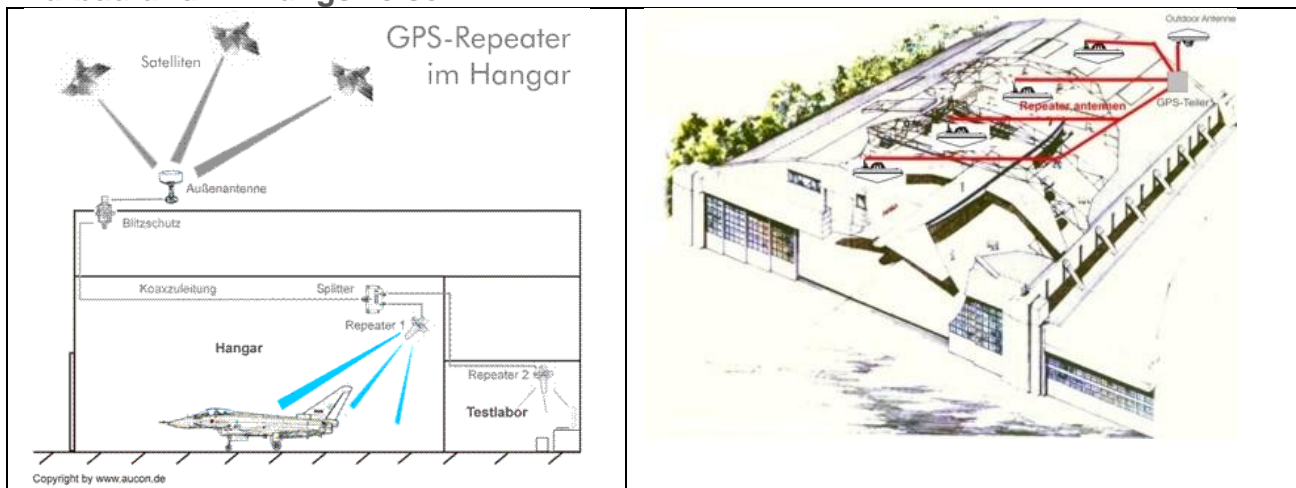 GPS-Repeater
im Hangar
Satelliten
Außenantenne
Blitzschutz
Koaxzuleitung
Splitter
Repeater 1
Hangar
Repeater 2
Testlabor
Copyright by www.aucon.de
Outdoor Antenne
GPS-Teiler
Repeater antennen